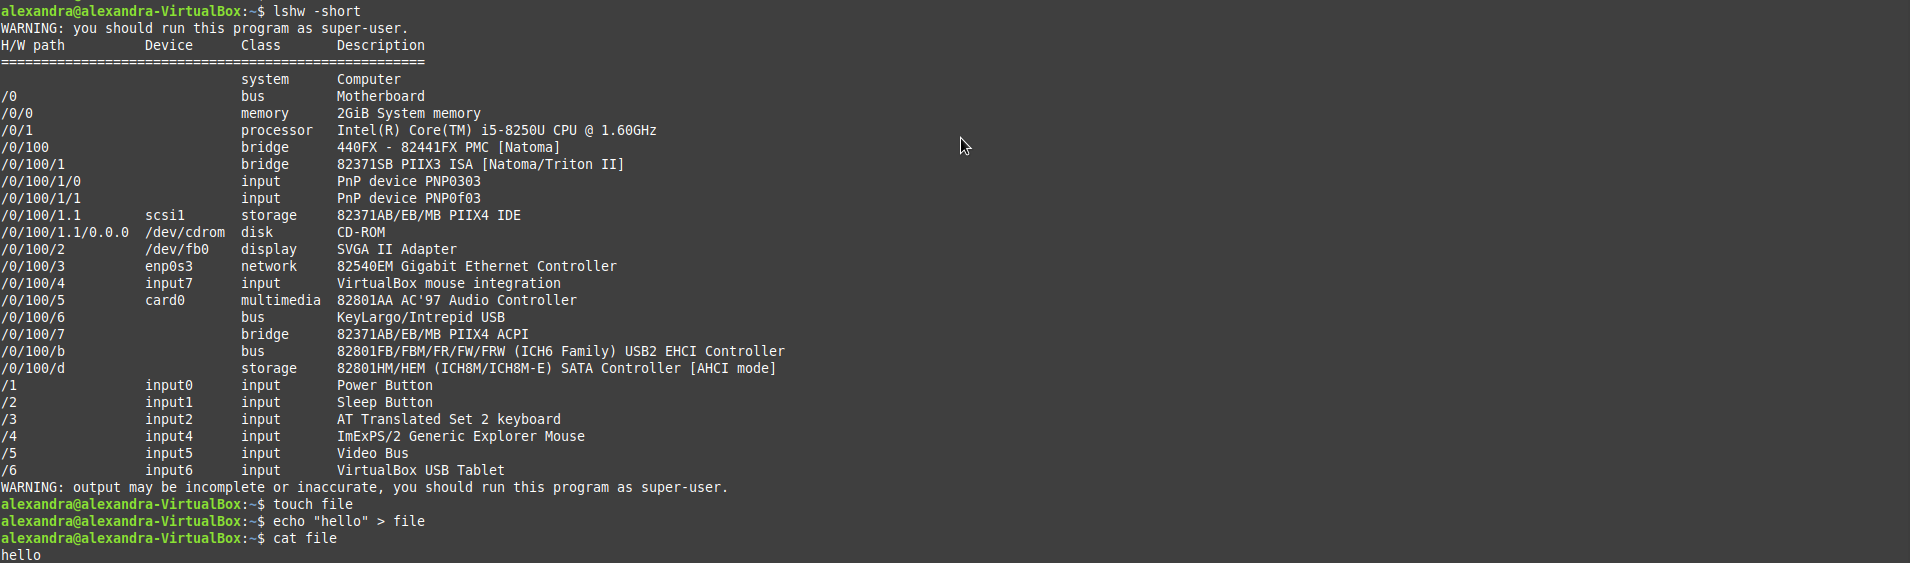 alexandra@alexandra-VirtualBox:~$ lshw -short
WARNING: you should run this program as super-user.
H/W path          Device      Class       Description
=====================================================
                              system      Computer
/0                            bus         Motherboard
/0/0                          memory      2GiB System memory
/0/1                          processor   Intel(R) Core(TM) i5-8250U CPU @ 1.60GHz
/0/100                        bridge      440FX - 82441FX PMC [Natoma]
/0/100/1                      bridge      82371SB PIIX3 ISA [Natoma/Triton II]
/0/100/1/0                    input       PnP device PNP0303
/0/100/1/1                    input       PnP device PNP0f03
/0/100/1.1        scsi1       storage     82371AB/EB/MB PIIX4 IDE
/0/100/1.1/0.0.0  /dev/cdrom  disk        CD-ROM
/0/100/2          /dev/fb0    display     SVGA II Adapter
/0/100/3          enp0s3      network     82540EM Gigabit Ethernet Controller
/0/100/4          input7      input       VirtualBox mouse integration
/0/100/5          card0       multimedia  82801AA AC'97 Audio Controller
/0/100/6                      bus         KeyLargo/Intrepid USB
/0/100/7                      bridge      82371AB/EB/MB PIIX4 ACPI
/0/100/b                      bus         82801FB/FBM/FR/FW/FRW (ICH6 Family) USB2 EHCI Controller
/0/100/d                      storage     82801HM/HEM (ICH8M/ICH8M-E) SATA Controller [AHCI mode]
/1                input0      input       Power Button
/2                input1      input       Sleep Button
/3                input2      input       AT Translated Set 2 keyboard
/4                input4      input       ImExPS/2 Generic Explorer Mouse
/5                input5      input       Video Bus
/6                input6      input       VirtualBox USB Tablet
WARNING: output may be incomplete or inaccurate, you should run this program as super-user.
alexandra@alexandra-VirtualBox:~$ touch file
alexandra@alexandra-VirtualBox:~$ echo "hello" > file
alexandra@alexandra-VirtualBox:~$ cat file
hello